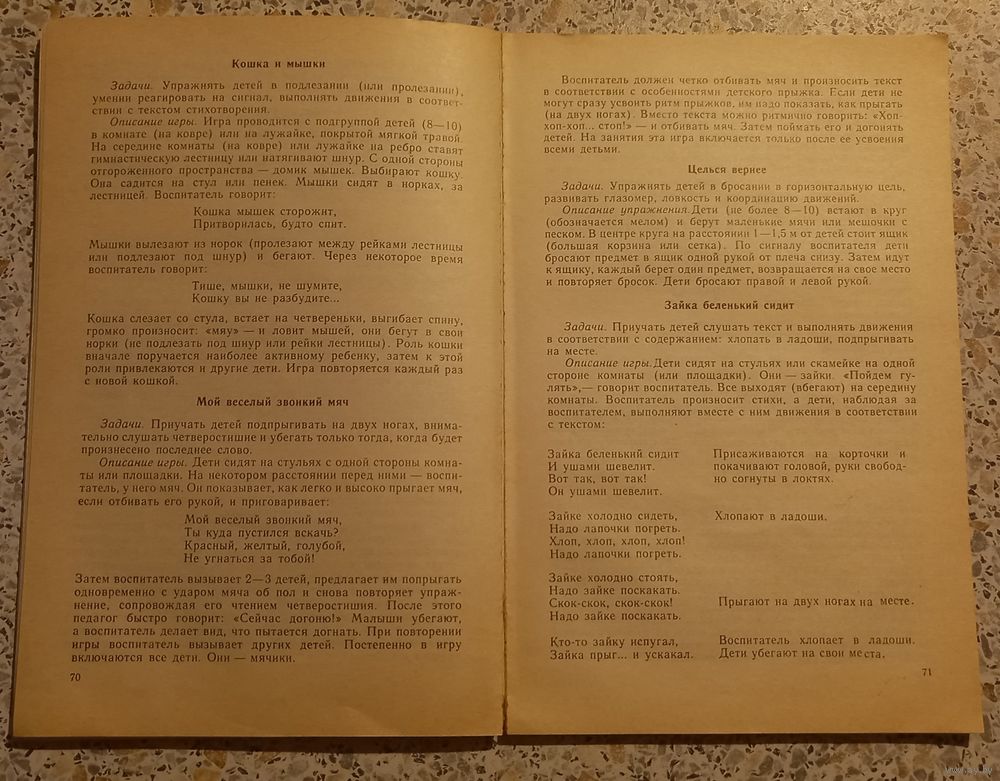 Кошка и мышки
Задачи. Упражнять детей в подлезании (или пролезании),
умении реагировать на сигнал, выполнять движения в соответ-
ствии с текстом стихотворения.
Описание игры. Игра проводится с подгруппой детей (8—10)
в комнате (на ковре) или на лужайке, покрытой мягкой травой.
На середине комнаты (на ковре) или лужайке на ребро ставят
гимнастическую лестницу или натягивают шнур. С одной стороны
отгороженного пространства — домик мышек. Выбирают кошку.
Она садится на стул или пенек. Мышки сидят в норках, за
лестницей. Воспитатель говорит:
Кошка мышек сторожит,
Притворилась, будто спит.
Мышки вылезают из норок (пролезают между рейками лестницы
или подлезают под шнур) и бегают. Через некоторое время
воспитатель говорит:
Тише, мышки, не шумите,
Кошку вы не разбудите...
Кошка слезает со стула, встает на четвереньки, выгибает спину,
громко произносит: «мяу» — и ловит мышей, они бегут в свои
норки (не подлезать под шнур или рейки лестницы). Роль кошки
вначале поручается наиболее активному ребенку, затем к этой
роли привлекаются и другие дети. Игра повторяется каждый раз
с новой кошкой.
Мой веселый звонкий мяч
Задачи. Приучать детей подпрыгивать на двух ногах, внима-
тельно слушать четверостишие и убегать только тогда, когда будет
произнесено последнее слово.
Описание игры. Дети сидят на стульях с одной стороны комна-
ты или площадки. На некотором расстоянии перед ними — воспи-
татель, у него мяч. Он показывает, как легко и высоко прыгает мяч,
если отбивать его рукой, и приговаривает:
Мой веселый звонкий мяч,
Ты куда пустился вскачь?
Красный, желтый, голубой,
Не угнаться за тобой!
Затем воспитатель вызывает 2—3 детей, предлагает им попрыгать
одновременно с ударом мяча об пол и снова повторяет упраж-
нение, сопровождая его чтением четверостишия. После этого
педагог быстро говорит: «Сейчас догоню!» Малыши убегают,
а воспитатель делает вид, что пытается догнать. При повторении
игры воспитатель вызывает других детей. Постепенно в игру
включаются все дети. Они — мячики.
70
Воспитатель должен четко отбивать мяч и произносить текст
в соответствии с особенностями детского прыжка. Если дети не
могут сразу усвоить ритм прыжков, им надо показать, как прыгать
(на двух ногах). Вместо текста можно ритмично говорить: «Хоп-
хоп-хоп... стоп!» — и отбивать мяч. Затем поймать его и догонять
детей. На занятия эта игра включается только после ее усвоения
всеми детьми.
Целься вернее
Задачи. Упражнять детей в бросании в горизонтальную цель,
развивать глазомер, ловкость и координацию движений.
Описание упражнения. Дети (не более 8—10) встают в круг
(обозначается мелом) и берут маленькие мячи или мешочки с
песком. В центре круга на расстоянии 1—1,5 м от детей стоит ящик
(большая корзина или сетка). По сигналу воспитателя дети
бросают предмет в ящик одной рукой от плеча снизу. Затем идут
к ящику, каждый берет один предмет, возвращается на свое место
и повторяет бросок. Дети бросают правой и левой рукой.
Зайка беленький сидит
Задачи. Приучать детей слушать текст и выполнять движения
в соответствии с содержанием: хлопать в ладоши, подпрыгивать
на месте.
Описание игры. Дети сидят на стульях или скамейке на одной
стороне комнаты (или площадки). Они — зайки. «Пойдем гу-
лять»,— говорит воспитатель. Все выходят (вбегают) на середину
комнаты. Воспитатель произносит стихи, а дети, наблюдая за
воспитателем, выполняют вместе с ним движения в соответствии
с текстом:
Зайка беленький сидит
И ушами шевелит.
Вот так, вот так!
Он ушами шевелит.
Присаживаются на корточки и
покачивают головой, руки свобод-
но согнуты в локтях.
Зайке холодно сидеть,
Надо лапочки погреть.
Хлоп, хлоп, хлоп, хлоп!
Надо лапочки погреть.
Хлопают в ладоши.
Зайке холодно стоять,
Надо зайке поскакать.
Скок-скок, скок-скок!
Надо зайке поскакать.
Прыгают на двух ногах на месте.
Кто-то зайку испугал,
Зайка прыг... и ускакал.
Воспитатель хлопает в ладоши.
Дети убегают на свои места.
71